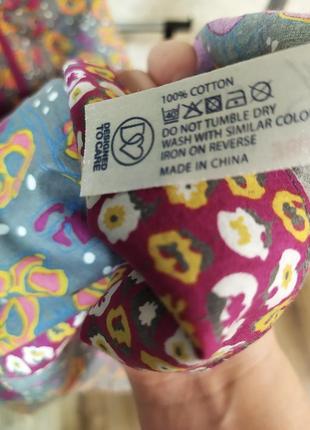 DESIGNED
TO CARE
100% COTTON
40
DO NOT TUMBLE DRY
WASH WITH SIMILAR COLO
IRON ON REVERSE
MADE IN CHINA